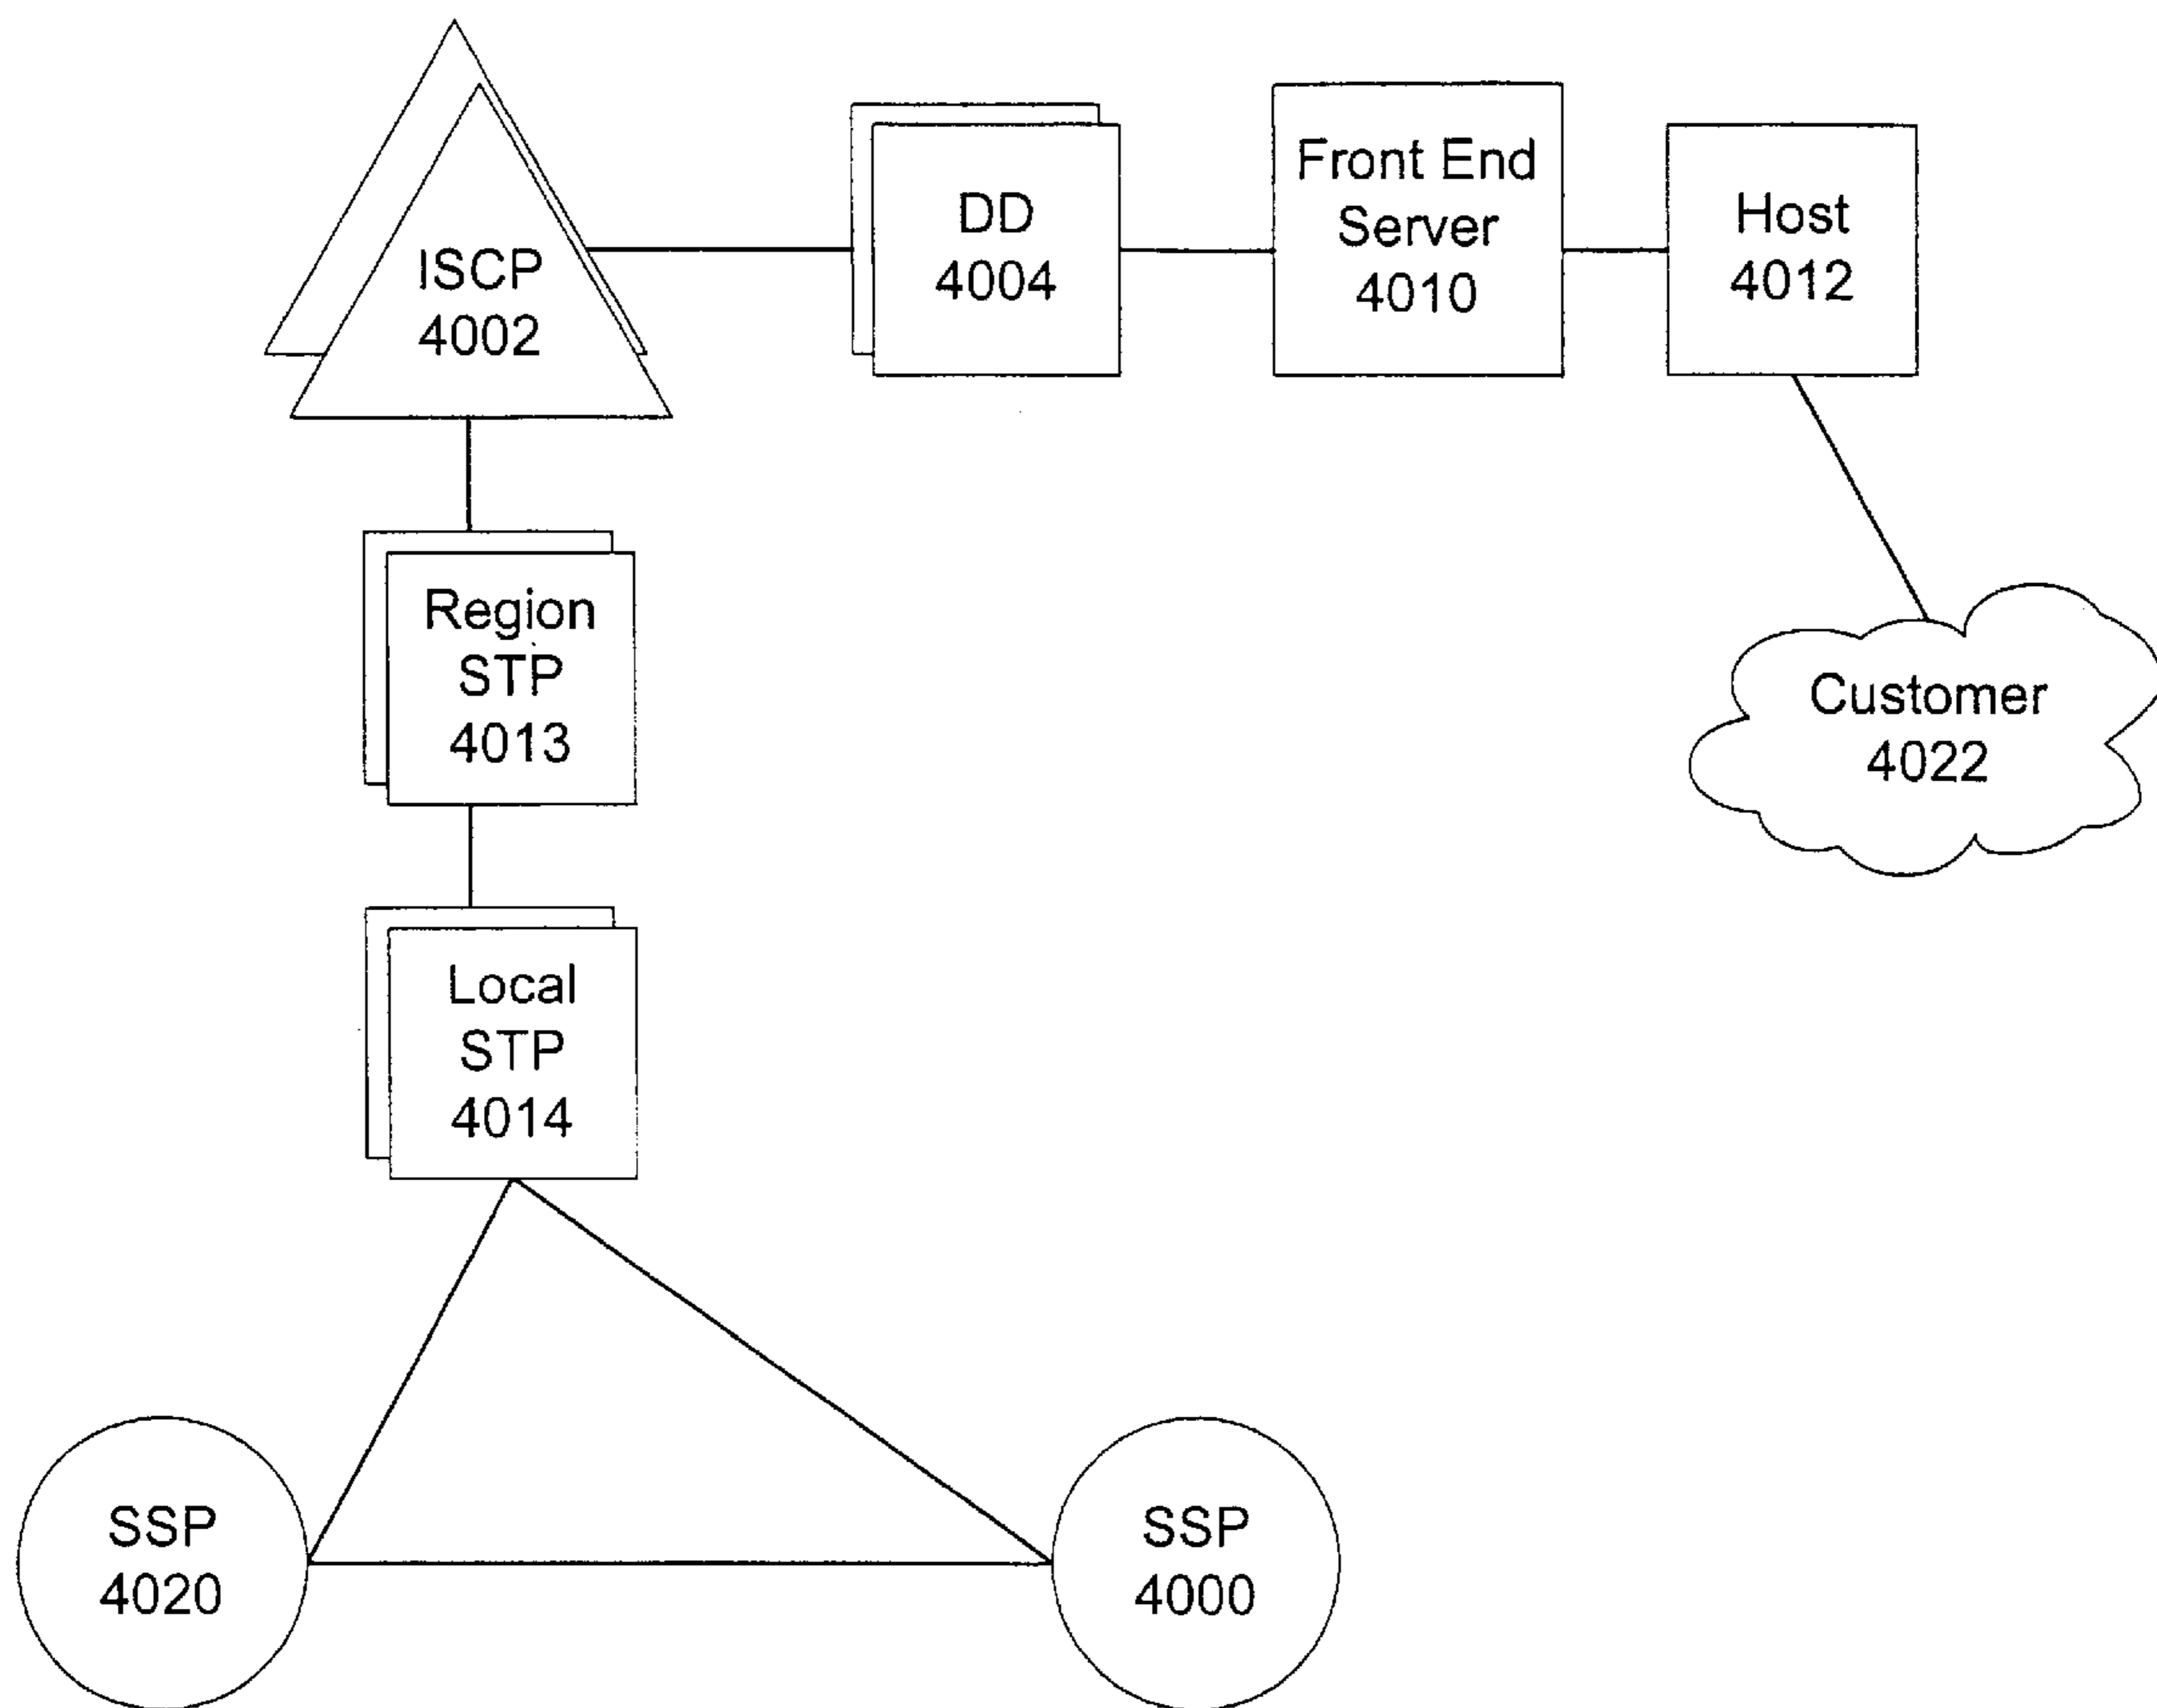 ISCP
4002
DD
4004
Front End
Server
4010
Host
4012
Region
STP
4013
Customer
4022
Local
STP
4014
SSP
4020
SSP
4000